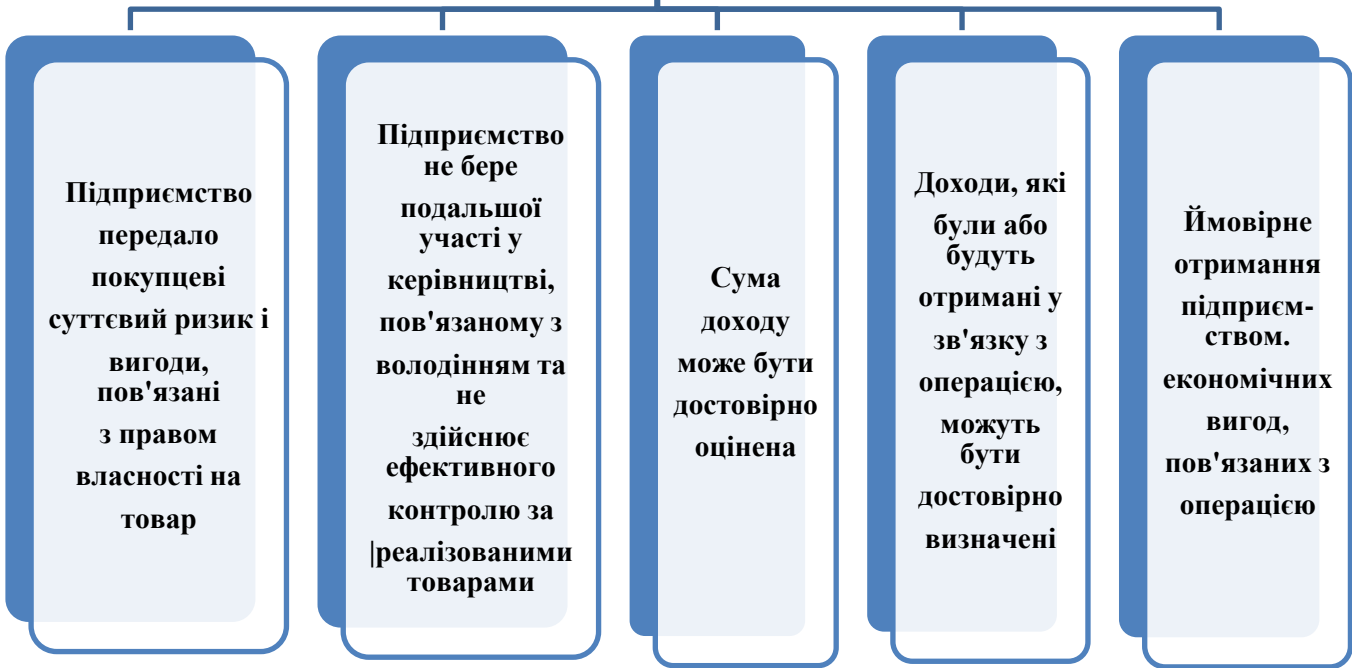 Підприємство
передало
покупцеві
суттєвий ризик і
вигоди,
пов'язані
з правом
власності на
товар
Підприємство
не бере
подальшої
участі у
керівництві,
пов'язаному з
володінням та
не
здійснює
ефективного
контролю за
|реалізованими
товарами
Сума
доходу
може бути
достовірно
оцінена
Доходи, які
були або
будуть
отримані у
зв'язку з
операцією,
можуть
бути
достовірно
визначені
Ймовірне
отримання
підприєм-
ством.
економічних
вигод,
пов'язаних з
операцією